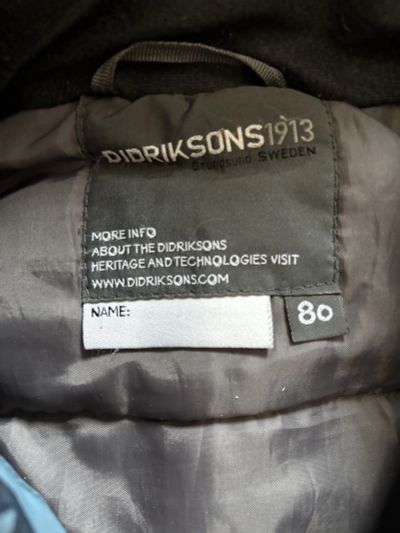 DIDRIKSONS1913
Grundsund SWEDEN
MORE INFO
ABOUT THE DIDRIKSONS
HERITAGE AND TECHNOLOGIES VISIT
WWW.DIDRIKSONS.COM
NAME:
80